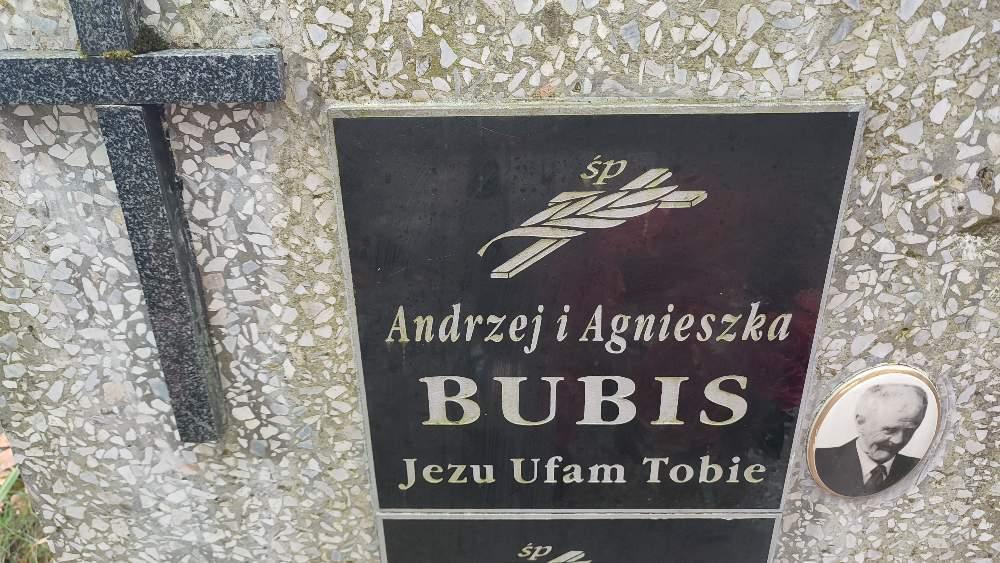 śp
Andrzej i Agnieszka
BUBIS
Jezu Ufam Tobie
śp